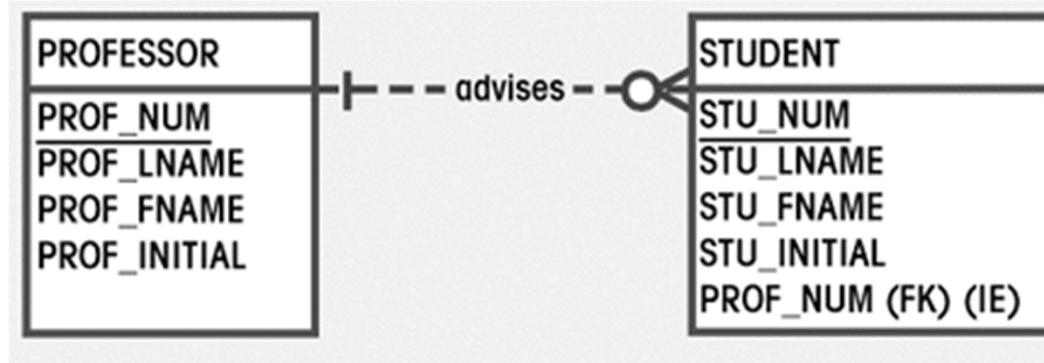 PROFESSOR
PROF_NUM
PROF_LNAME
PROF_FNAME
PROF_INITIAL
advises
STUDENT
STU_NUM
STU_LNAME
STU_FNAME
STU_INITIAL
PROF_NUM (FK) (IE)